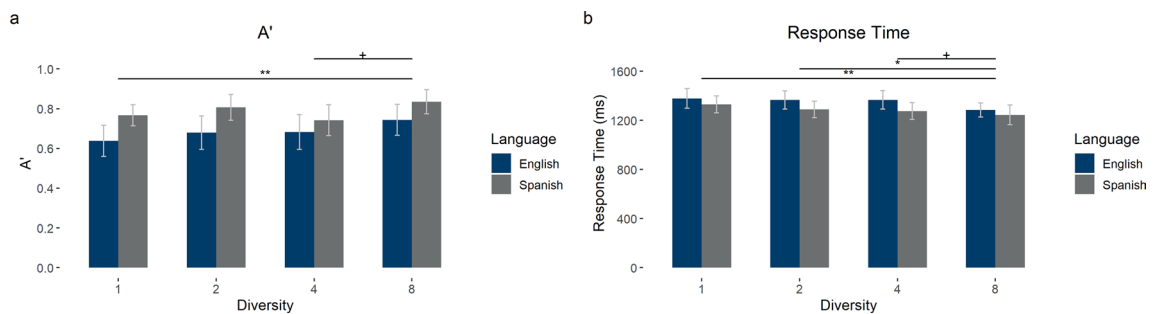 a
A'
+
**
1.0
0.8
0.6
0.4
0.2
0.0
A'
1
2
4
8
Diversity
Language
English
Spanish
b
Response Time
+
*
**
1600
1200
800
400
0
Response Time (ms)
1
2
4
8
Diversity
Language
English
Spanish